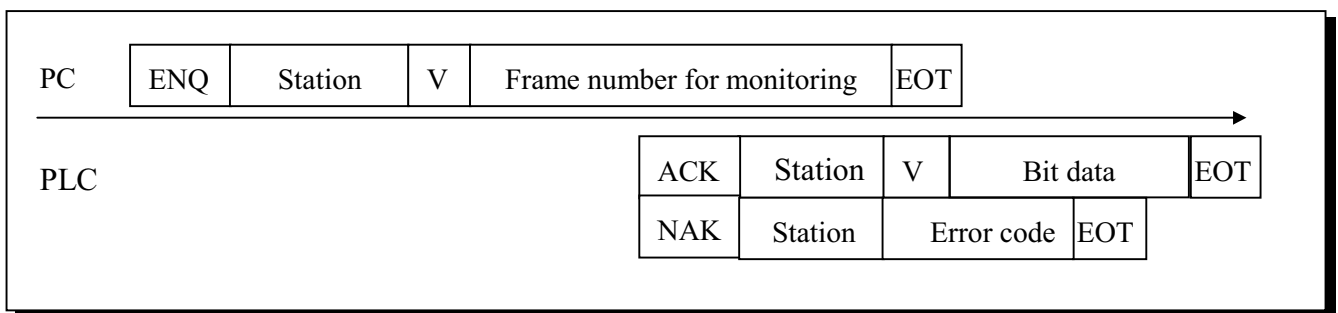 PC ENQ Station V Frame number for monitoring EOT
PLC
ACK Station V Bit data EOT
NAK Station Error code EOT